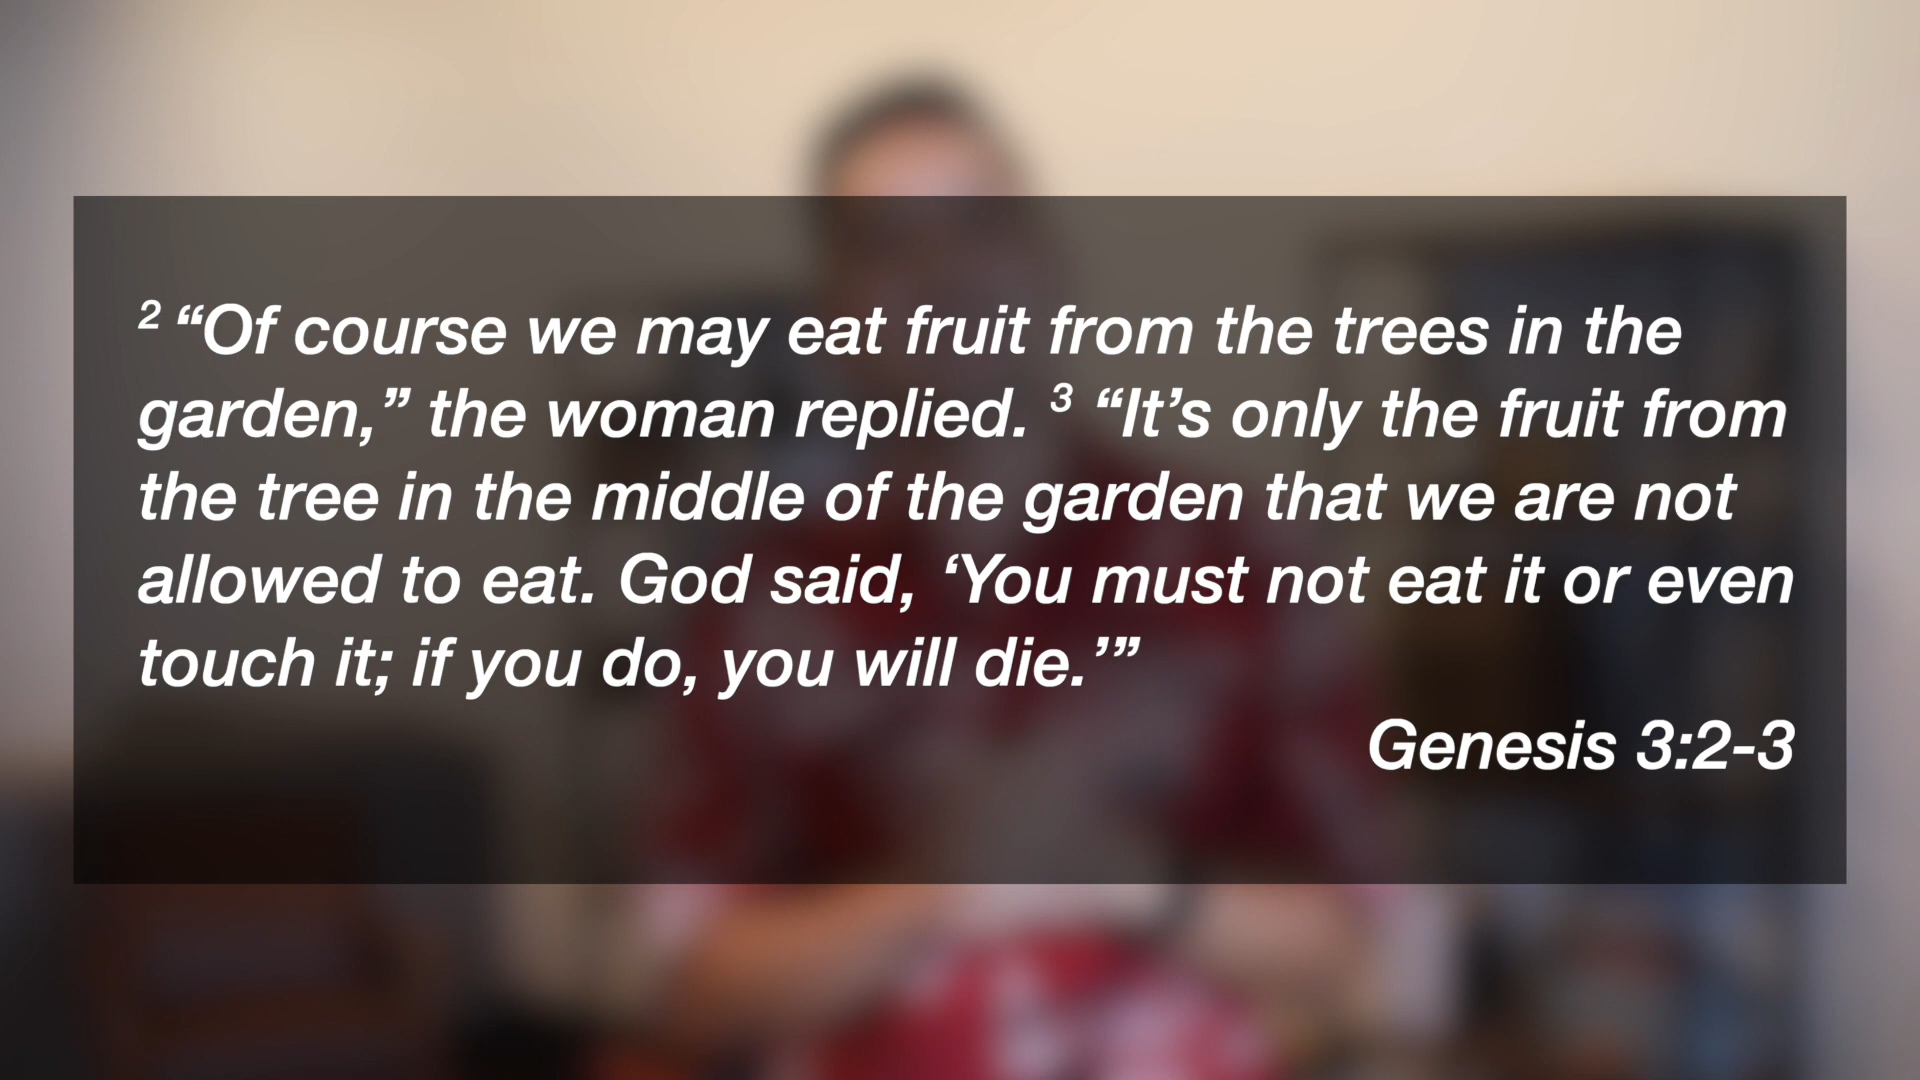 2 “Of course we may eat fruit from the trees in the
garden,” the woman replied. 3 “It’s only the fruit from
the tree in the middle of the garden that we are not
allowed to eat. God said, ‘You must not eat it or even
touch it; if you do, you will die.’”
Genesis 3:2-3